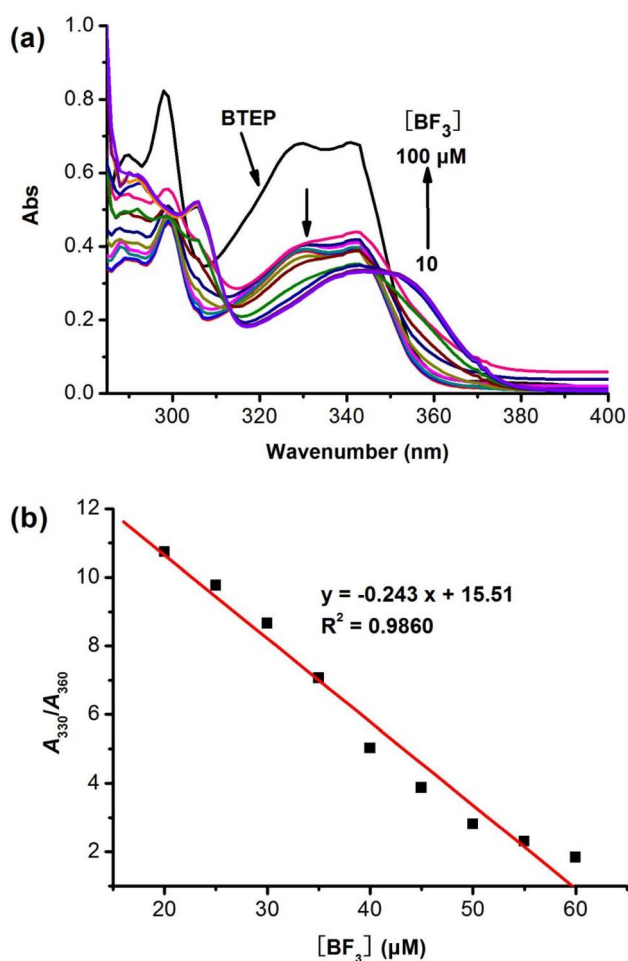 (a)
1.0
0.8
0.6
0.4
0.2
0.0
BTEP
[BF₃]
100 μM
10
300 320 340 360 380 400
Abs
Wavenumber (nm)
(b)
12
10
8
6
4
2
y = -0.243 x + 15.51
R² = 0.9860
20 30 40 50 60
A₃₃₀/A₃₆₀
[BF₃] (μM)